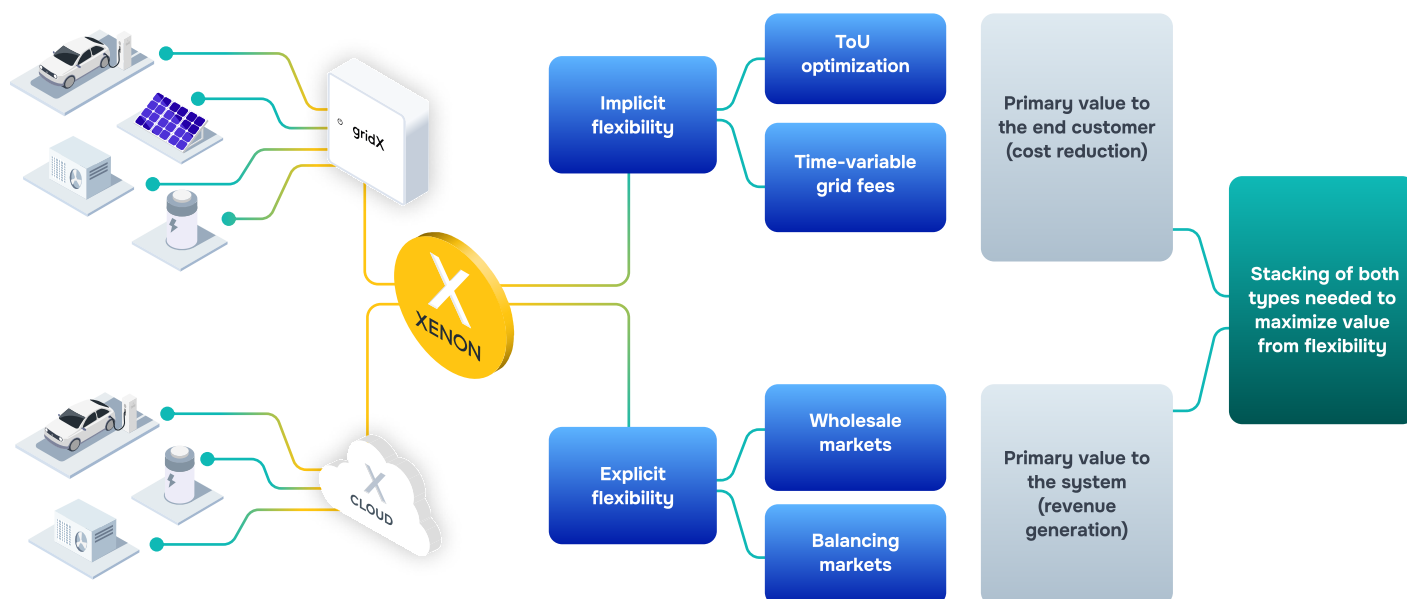 gridX
XENON
CLOUD
Implicit
flexibility
ToU
optimization
Time-variable
grid fees
Primary value to
the end customer
(cost reduction)
Explicit
flexibility
Wholesale
markets
Balancing
markets
Primary value to
the system
(revenue
generation)
Stacking of both
types needed to
maximize value
from flexibility